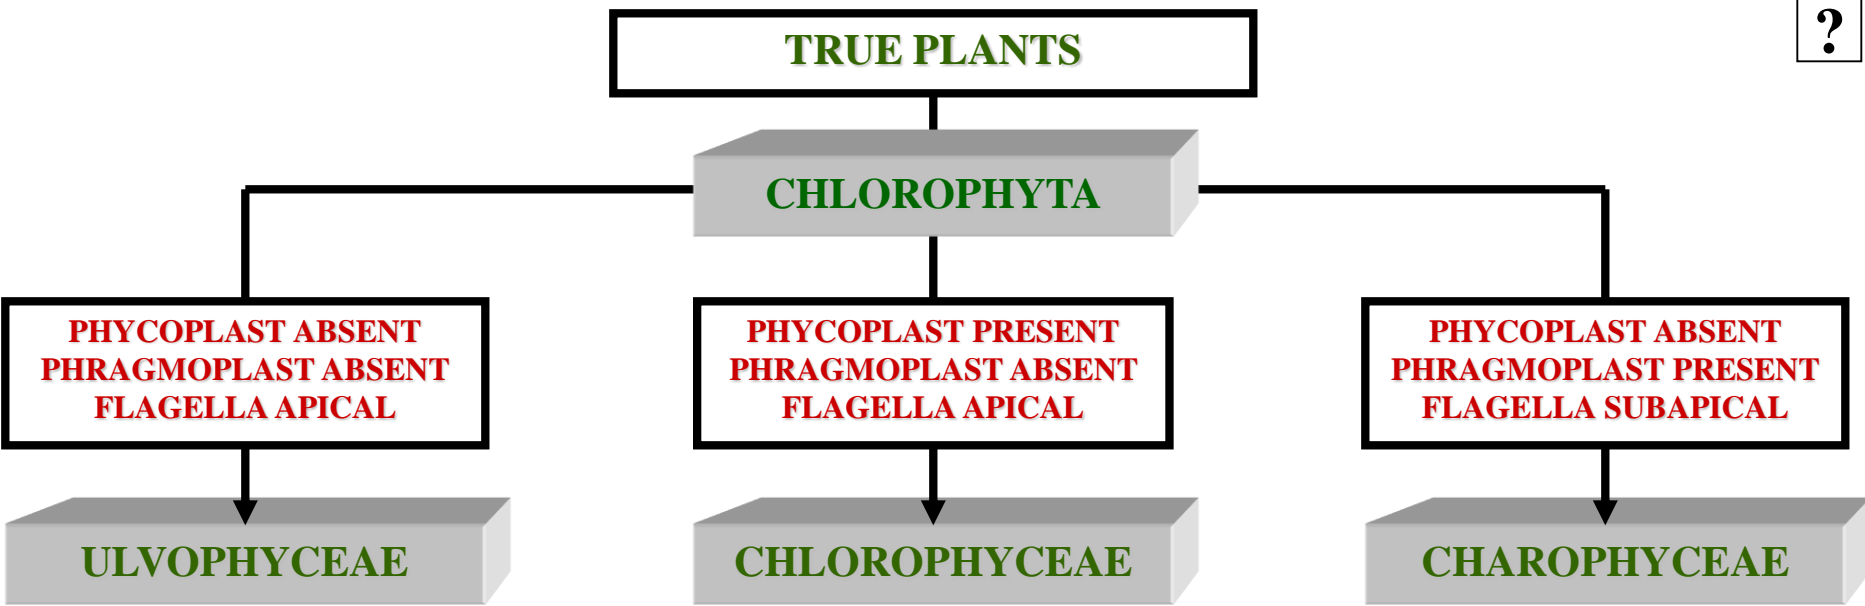 ?
TRUE PLANTS
CHLOROPHYTA
PHYCOPLAST ABSENT
PHRAGMOPLAST ABSENT
FLAGELLA APICAL
PHYCOPLAST PRESENT
PHRAGMOPLAST ABSENT
FLAGELLA APICAL
PHYCOPLAST ABSENT
PHRAGMOPLAST PRESENT
FLAGELLA SUBAPICAL
ULVOPHYCEAE
CHLOROPHYCEAE
CHAROPHYCEAE